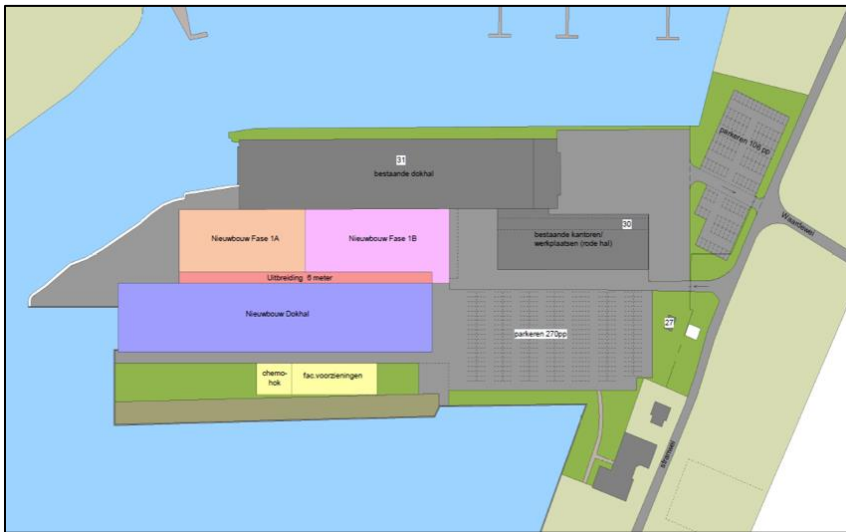 parkeren 106 pp
31
bestaande dokhal
Waardewei
30
bestaande kantoren/
werkplaatsen (rode hal)
Nieuwbouw Fase 1A
Nieuwbouw Fase 1B
Uitbreiding 6 meter
Nieuwbouw Dokhal
parkeren 270pp
27
chemo-
hok
fac.voorzieningen